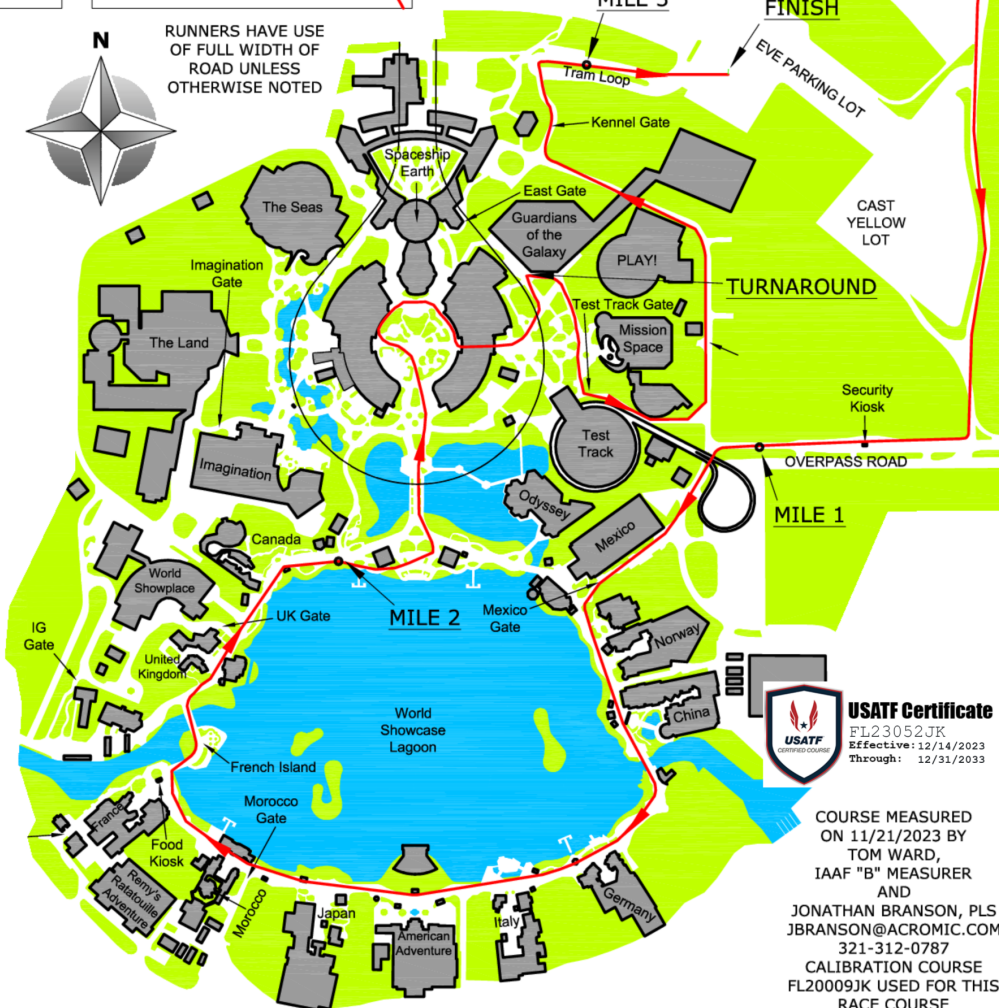 MILE 3
FINISH
N
RUNNERS HAVE USE
OF FULL WIDTH OF
ROAD UNLESS
OTHERWISE NOTED
EVE PARKING LOT
Tram Loop
Kennel Gate
Spaceship
Earth
East Gate
The Seas
Guardians
of the
Galaxy
CAST
YELLOW
LOT
PLAY!
Imagination
Gate
TURNAROUND
Test Track Gate
The Land
Mission
Space
Security
Kiosk
Test
Track
OVERPASS ROAD
Imagination
Odyssey
MILE 1
Mexico
Canada
World
Showplace
MILE 2
Mexico
Gate
UK Gate
IG
Gate
United
Kingdom
Norway
World
Showcase
Lagoon
China
USATF
CERTIFIED COURSE
USATF Certificate
FL23052JK
Effective: 12/14/2023
Through: 12/31/2033
French Island
Morocco
Gate
France
Food
Kiosk
COURSE MEASURED
ON 11/21/2023 BY
TOM WARD,
IAAF "B" MEASURER
AND
JONATHAN BRANSON, PLS
JBRANSON@ACROMIC.COM
321-312-0787
CALIBRATION COURSE
FL20009JK USED FOR THIS
RACE COURSE
Remy's
Ratatouille
Adventure
Morocco
Japan
American
Adventure
Italy
Germany